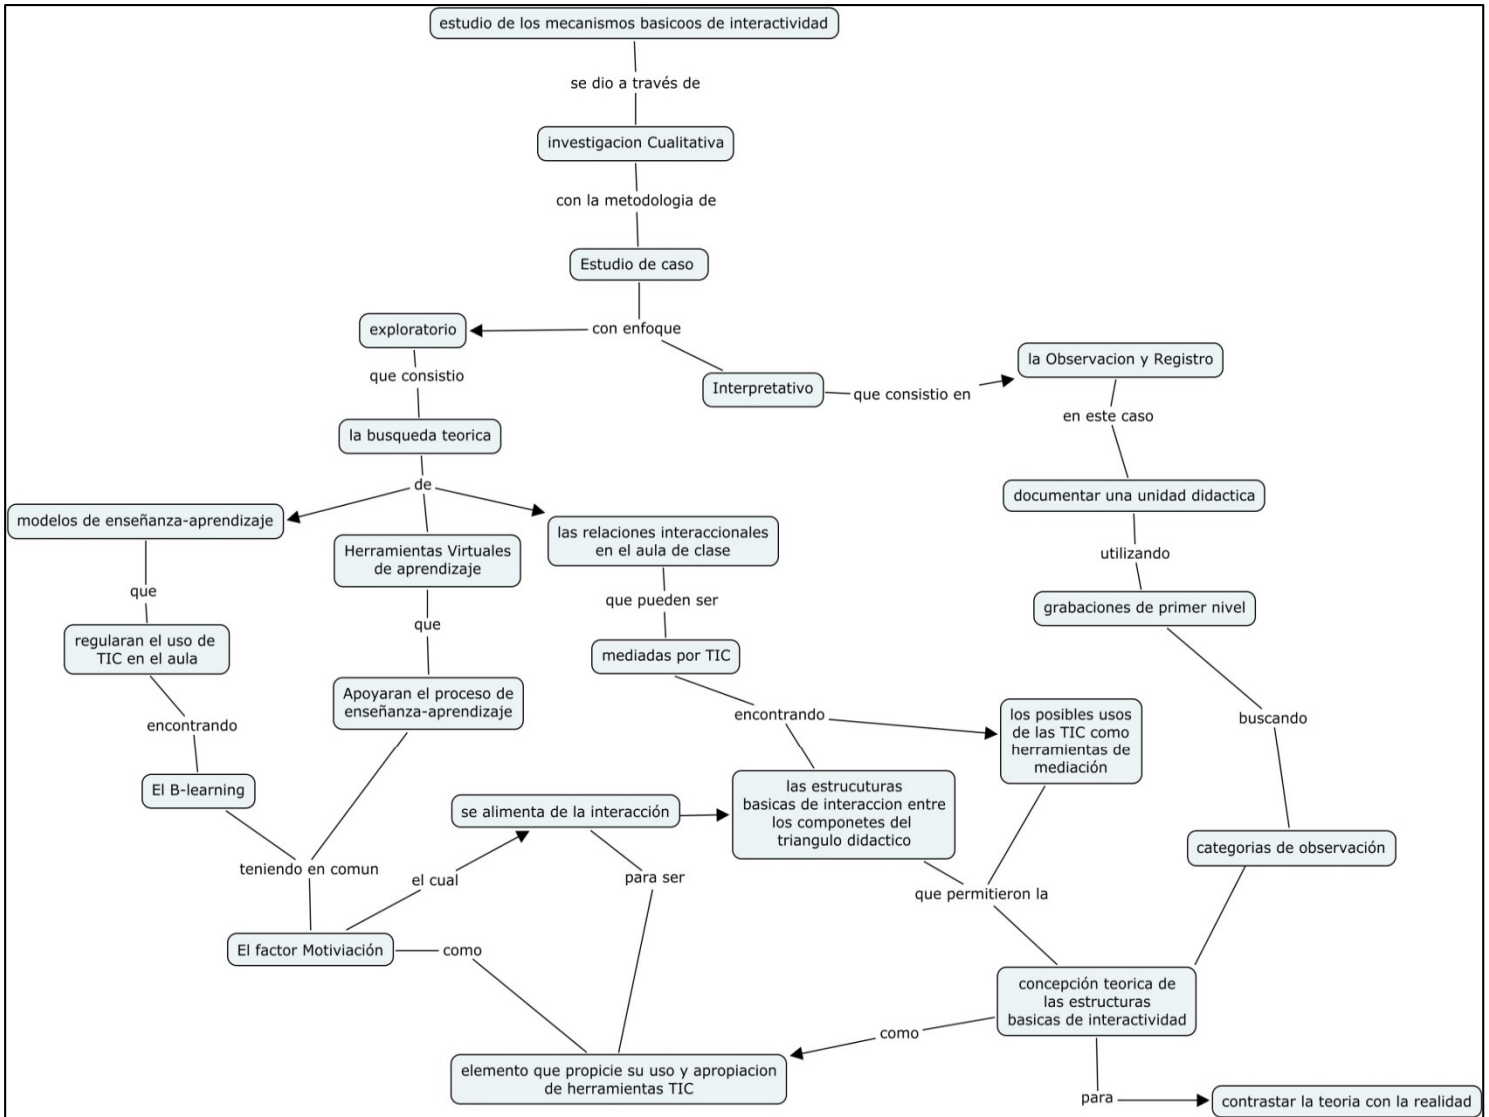 estudio de los mecanismos basicoos de interactividad
se dio a través de
investigacion Cualitativa
con la metodologia de
Estudio de caso
con enfoque
exploratorio
que consistio
la busqueda teorica
de
Interpretativo
que consistio en
la Observacion y Registro
en este caso
documentar una unidad didactica
utilizando
grabaciones de primer nivel
buscando
categorias de observación
modelos de enseñanza-aprendizaje
que
regularan el uso de
TIC en el aula
encontrando
El B-learning
Herramientas Virtuales
de aprendizaje
que
Apoyaran el proceso de
enseñanza-aprendizaje
teniendo en comun
El factor Motiviación
las relaciones interaccionales
en el aula de clase
que pueden ser
mediadas por TIC
encontrando
los posibles usos
de las TIC como
herramientas de
mediación
las estrucuturas
basicas de interaccion entre
los componetes del
triangulo didactico
que permitieron la
el cual
se alimenta de la interacción
para ser
como
concepción teorica de
las estructuras
basicas de interactividad
como
elemento que propicie su uso y apropiacion
de herramientas TIC
para
contrastar la teoria con la realidad